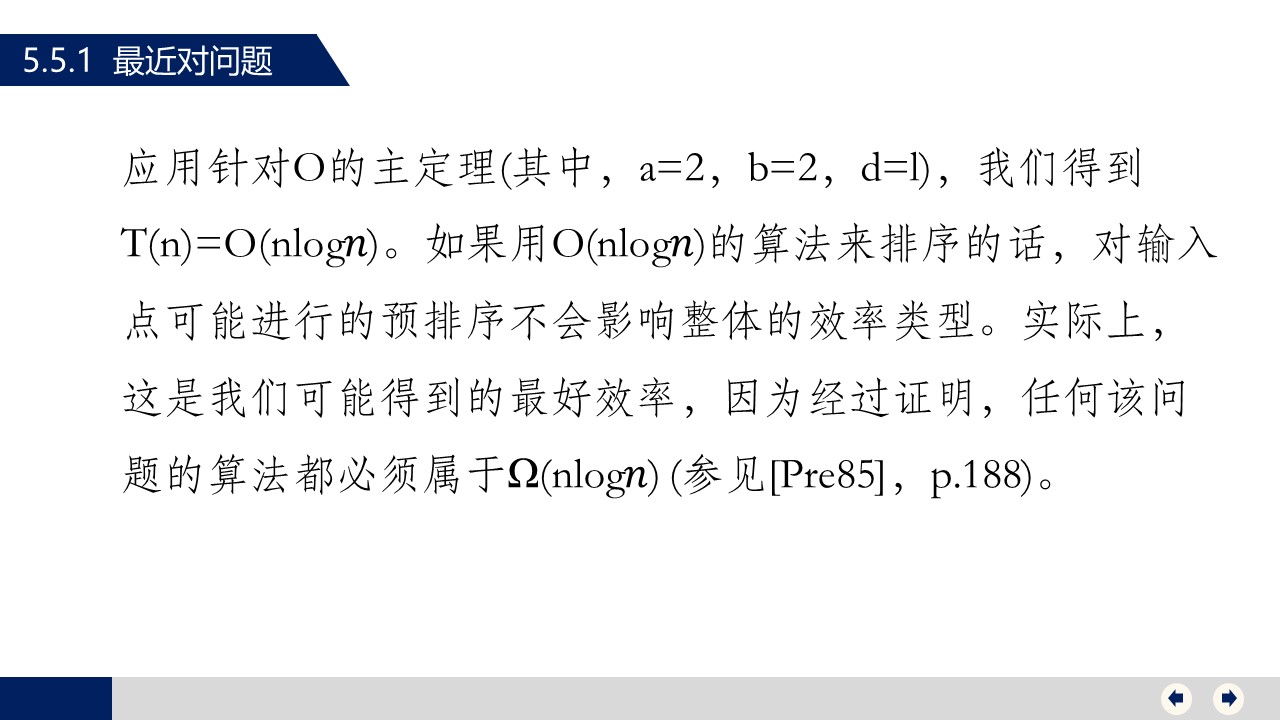 5.5.1 最近对问题
应用针对O的主定理(其中，a=2，b=2，d=l)，我们得到
T(n)=O(nlogn)。如果用O(nlogn)的算法来排序的话，对输入
点可能进行的预排序不会影响整体的效率类型。实际上，
这是我们可能得到的最好效率，因为经过证明，任何该问
题的算法都必须属于Ω(nlogn) (参见[Pre85]，p.188)。